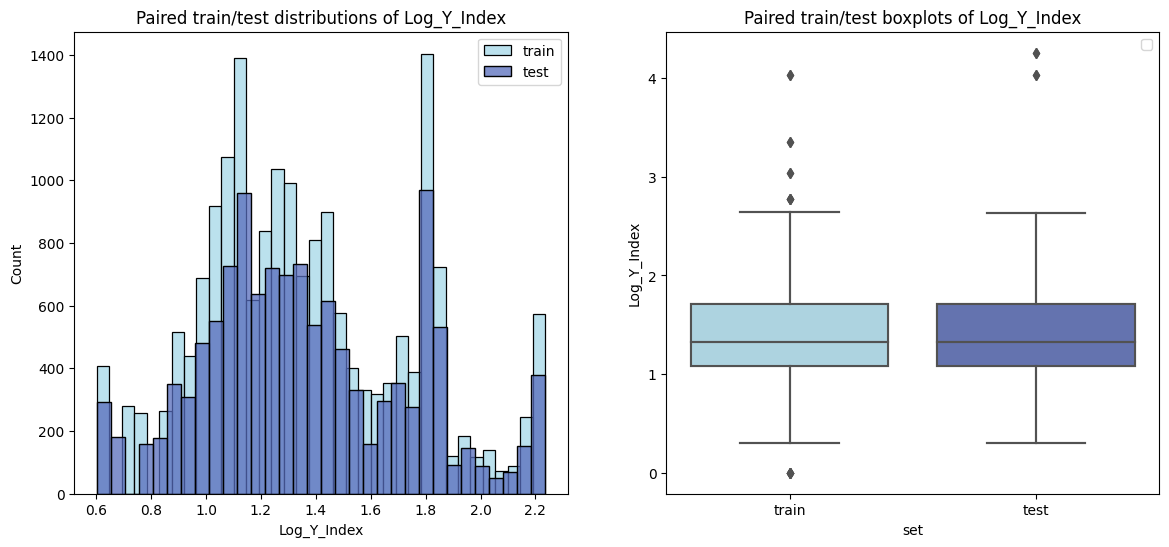 Paired train/test distributions of Log_Y_Index
train
test
Count
1400
1200
1000
800
600
400
200
0
0.6 0.8 1.0 1.2 1.4 1.6 1.8 2.0 2.2
Log_Y_Index
Paired train/test boxplots of Log_Y_Index
Log_Y_Index
4
3
2
1
0
train test
set